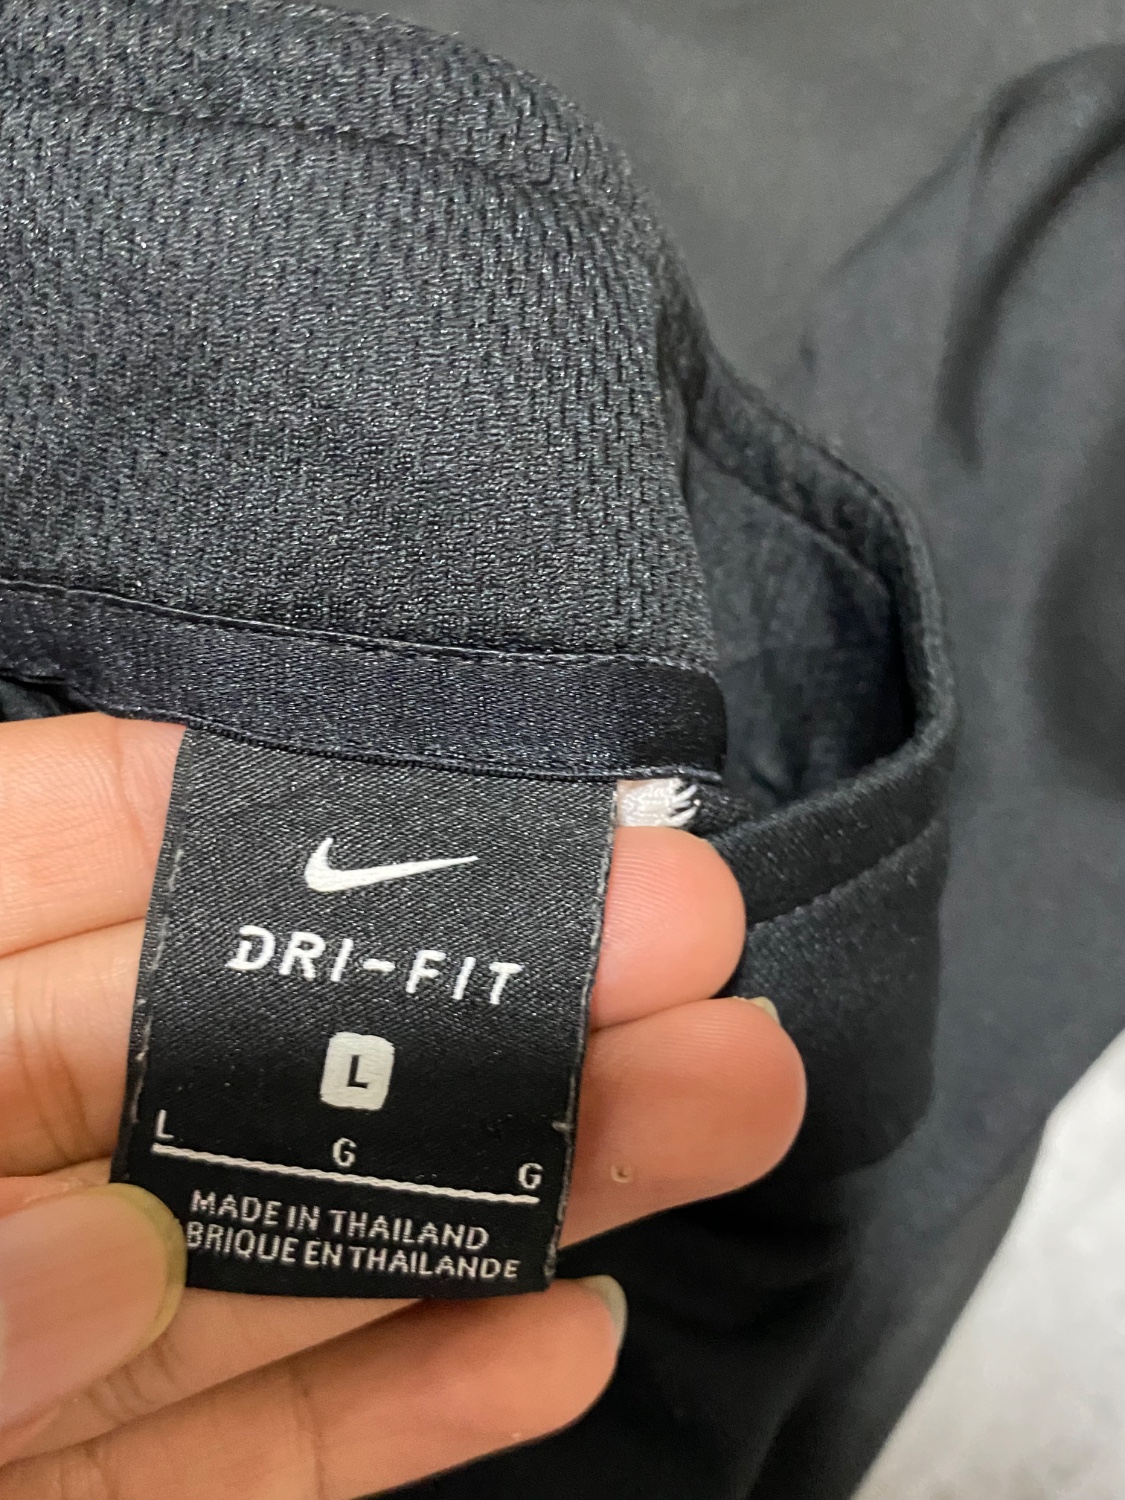 DRI-FIT
L
L G G
MADE IN THAILAND
BRIQUE EN THAILANDE